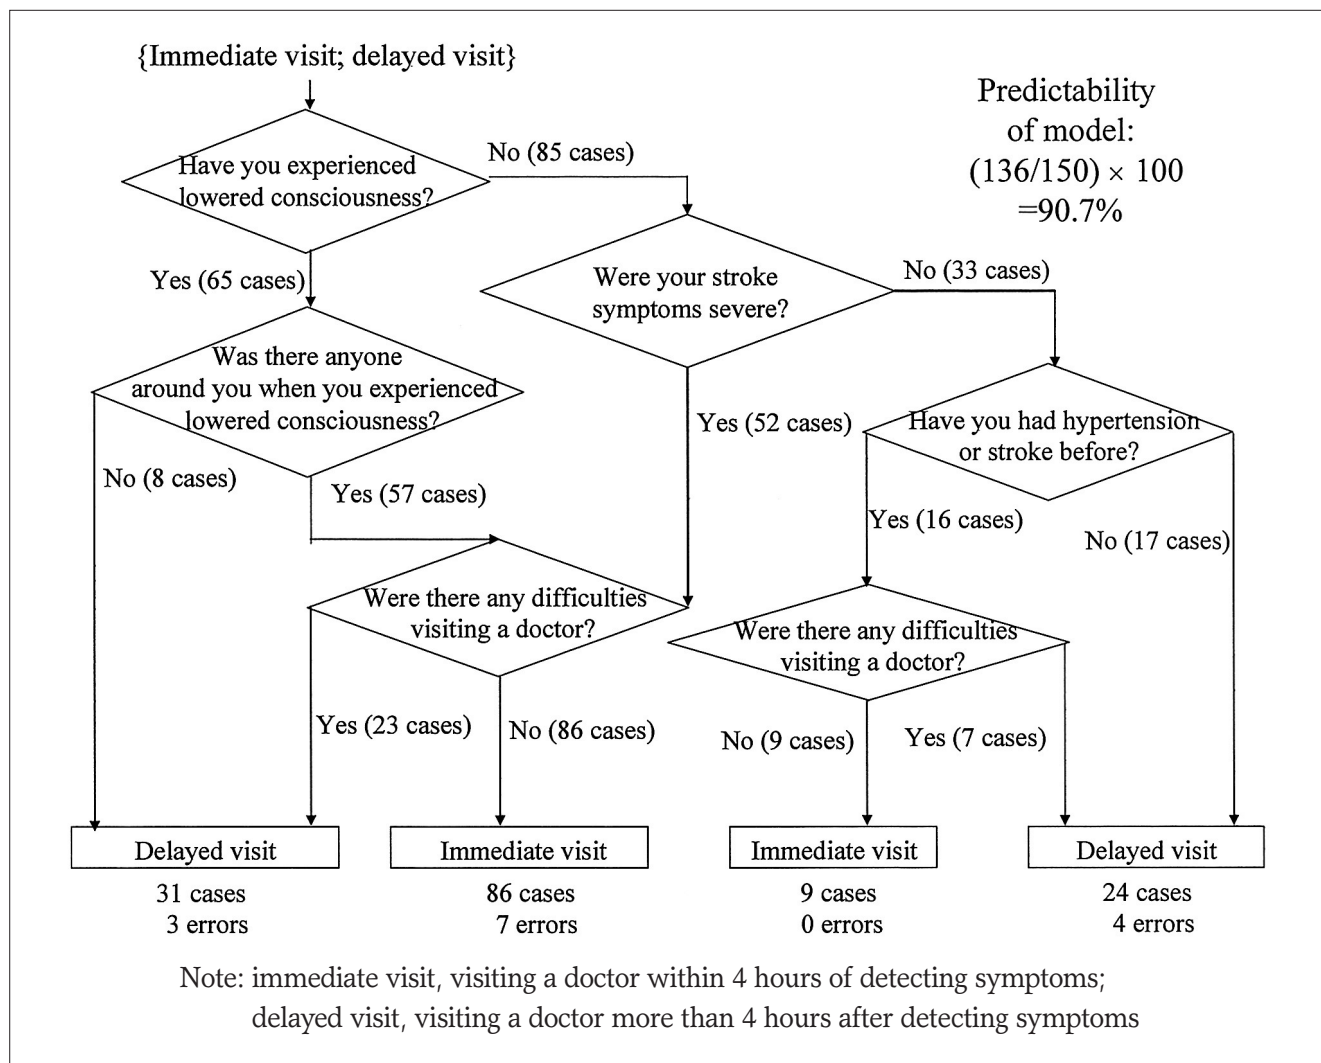 {Immediate visit; delayed visit}
Predictability
of model:
(136/150) × 100
=90.7%
Have you experienced
lowered consciousness?
No (85 cases)
Yes (65 cases)
Were your stroke
symptoms severe?
No (33 cases)
Was there anyone
around you when you experienced
lowered consciousness?
Yes (52 cases)
Have you had hypertension
or stroke before?
No (8 cases)
Yes (57 cases)
Yes (16 cases)
No (17 cases)
Were there any difficulties
visiting a doctor?
Were there any difficulties
visiting a doctor?
Yes (23 cases)
No (86 cases)
No (9 cases)
Yes (7 cases)
Delayed visit
31 cases
3 errors
Immediate visit
86 cases
7 errors
Immediate visit
9 cases
0 errors
Delayed visit
24 cases
4 errors
Note: immediate visit, visiting a doctor within 4 hours of detecting symptoms;
delayed visit, visiting a doctor more than 4 hours after detecting symptoms